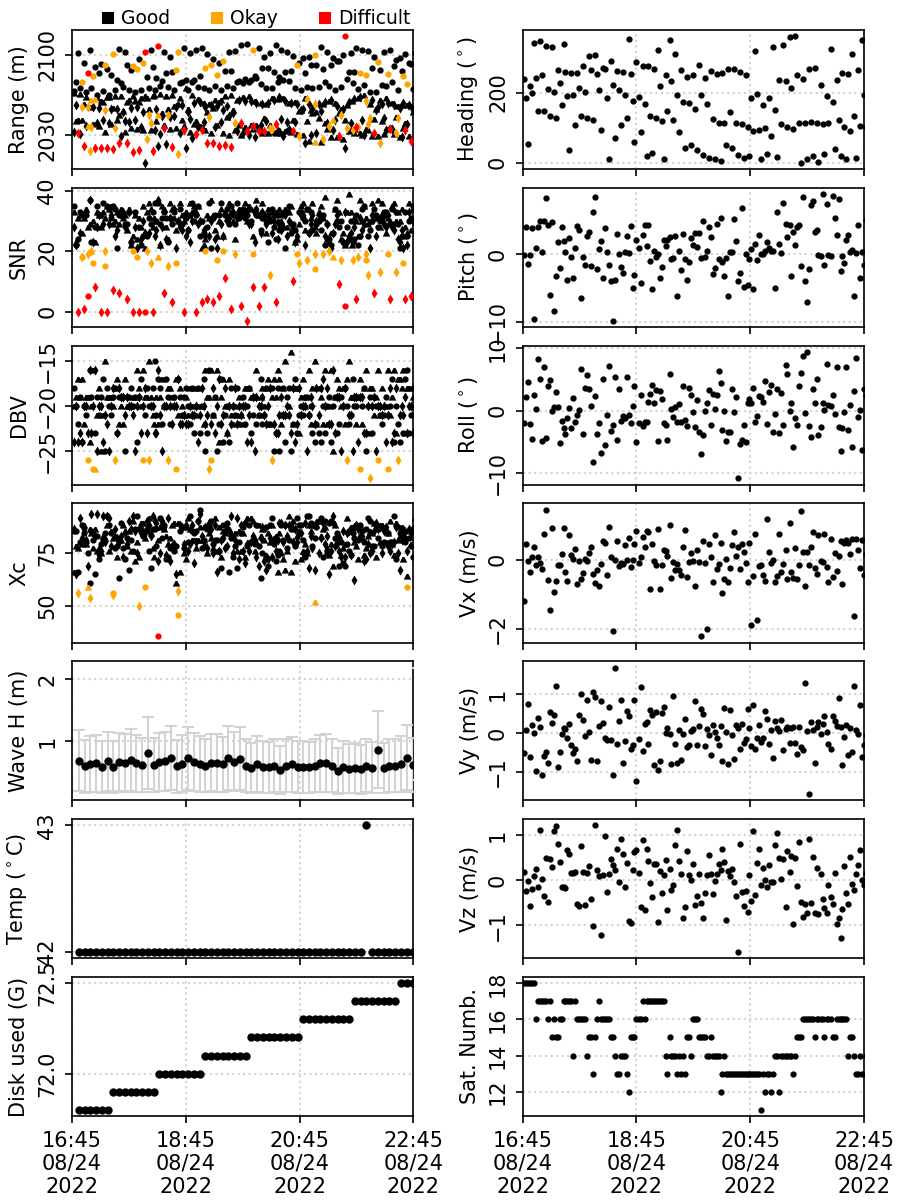 Good Okay Difficult
Range (m) 2100 2030
Heading (°) 200 0
SNR 40 20 0
Pitch (°) 0 −10
DBV −15 −20 −25
Roll (°) 10 0 −10
Xc 75 50
Vx (m/s) 0 −2
Wave H (m) 2 1
Vy (m/s) 1 0 −1
Temp (°C) 43 42
Vz (m/s) 1 0 −1
Disk used (G) 72.5 72.0
Sat. Numb. 18 16 14 12
16:45 18:45 20:45 22:45 16:45 18:45 20:45 22:45
08/24 08/24 08/24 08/24 08/24 08/24 08/24 08/24
2022 2022 2022 2022 2022 2022 2022 2022